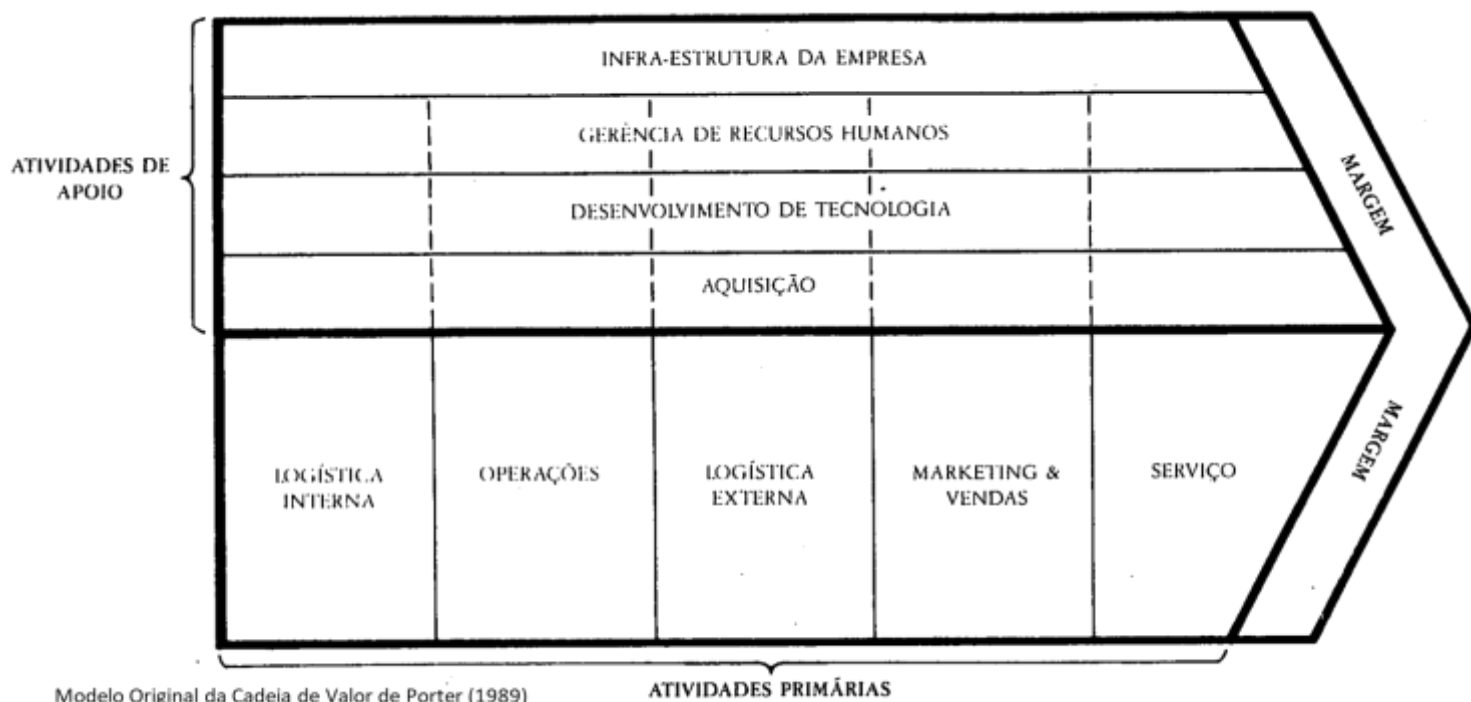 INFRA-ESTRUTURA DA EMPRESA
GERÊNCIA DE RECURSOS HUMANOS
ATIVIDADES DE
APOIO
DESENVOLVIMENTO DE TECNOLOGIA
AQUISIÇÃO
MARGEM
LOGÍSTICA
INTERNA
OPERAÇÕES
LOGÍSTICA
EXTERNA
MARKETING &
VENDAS
SERVIÇO
MARGEM
ATIVIDADES PRIMÁRIAS
Modelo Original da Cadeia de Valor de Porter (1989)